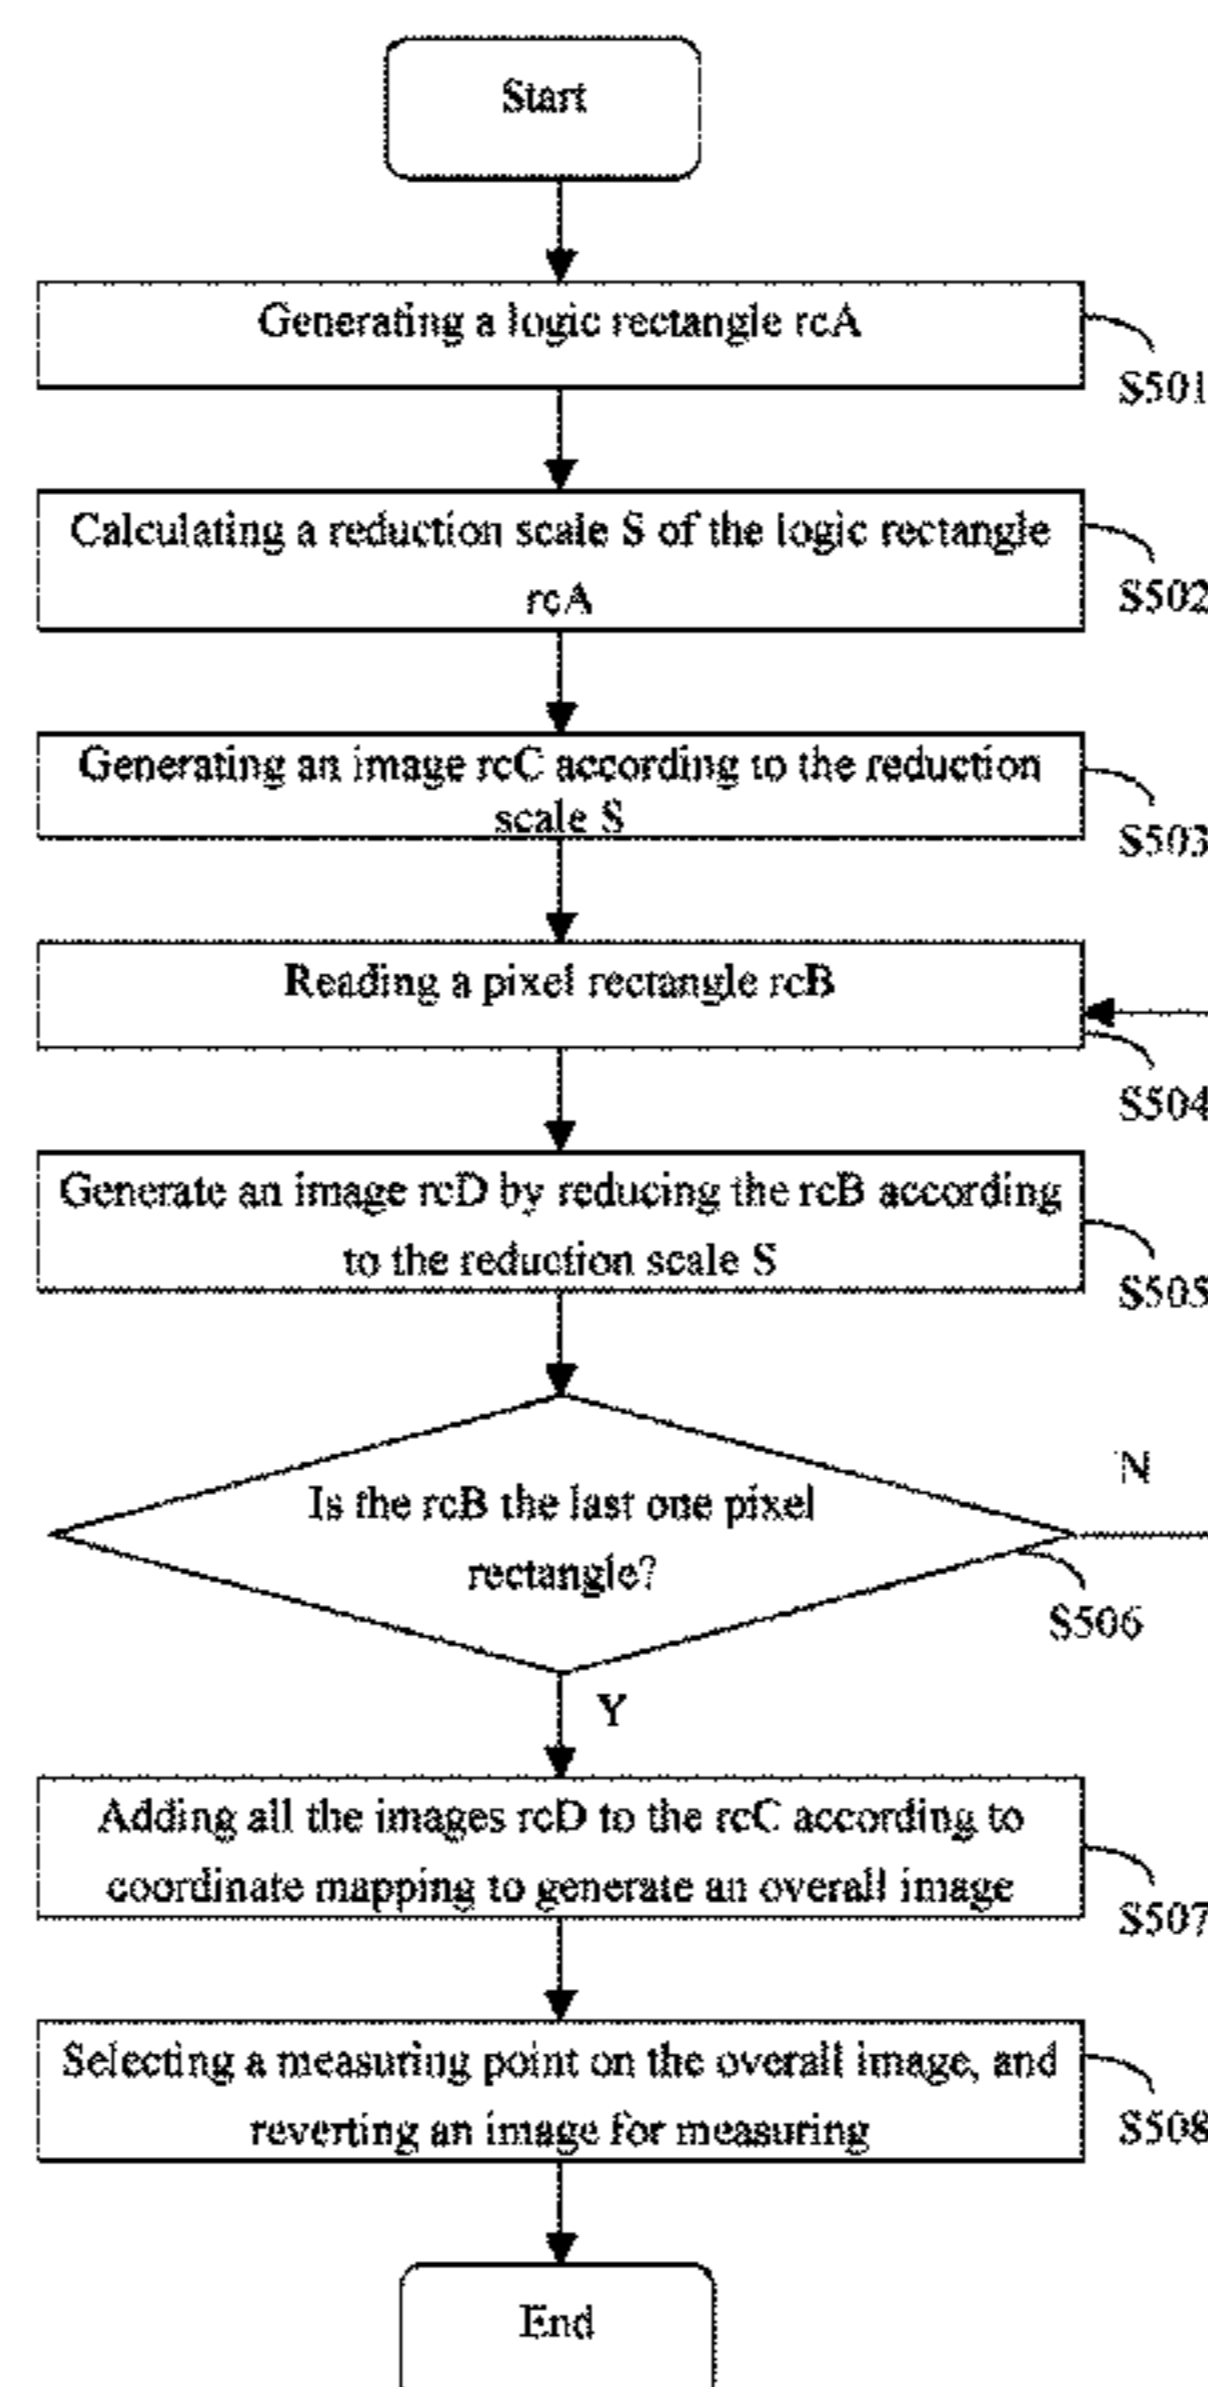 Start
Generating a logic rectangle rcA
S501
Calculating a reduction scale S of the logic rectangle
rcA
S502
Generating an image rcC according to the reduction
scale S
S503
Reading a pixel rectangle rcB
S504
Generate an image rcD by reducing the rcB according
to the reduction scale S
S505
Is the rcB the last one pixel
rectangle?
N
S506
Y
Adding all the images rcD to the rcC according to
coordinate mapping to generate an overall image
S507
Selecting a measuring point on the overall image, and
reverting an image for measuring
S508
End